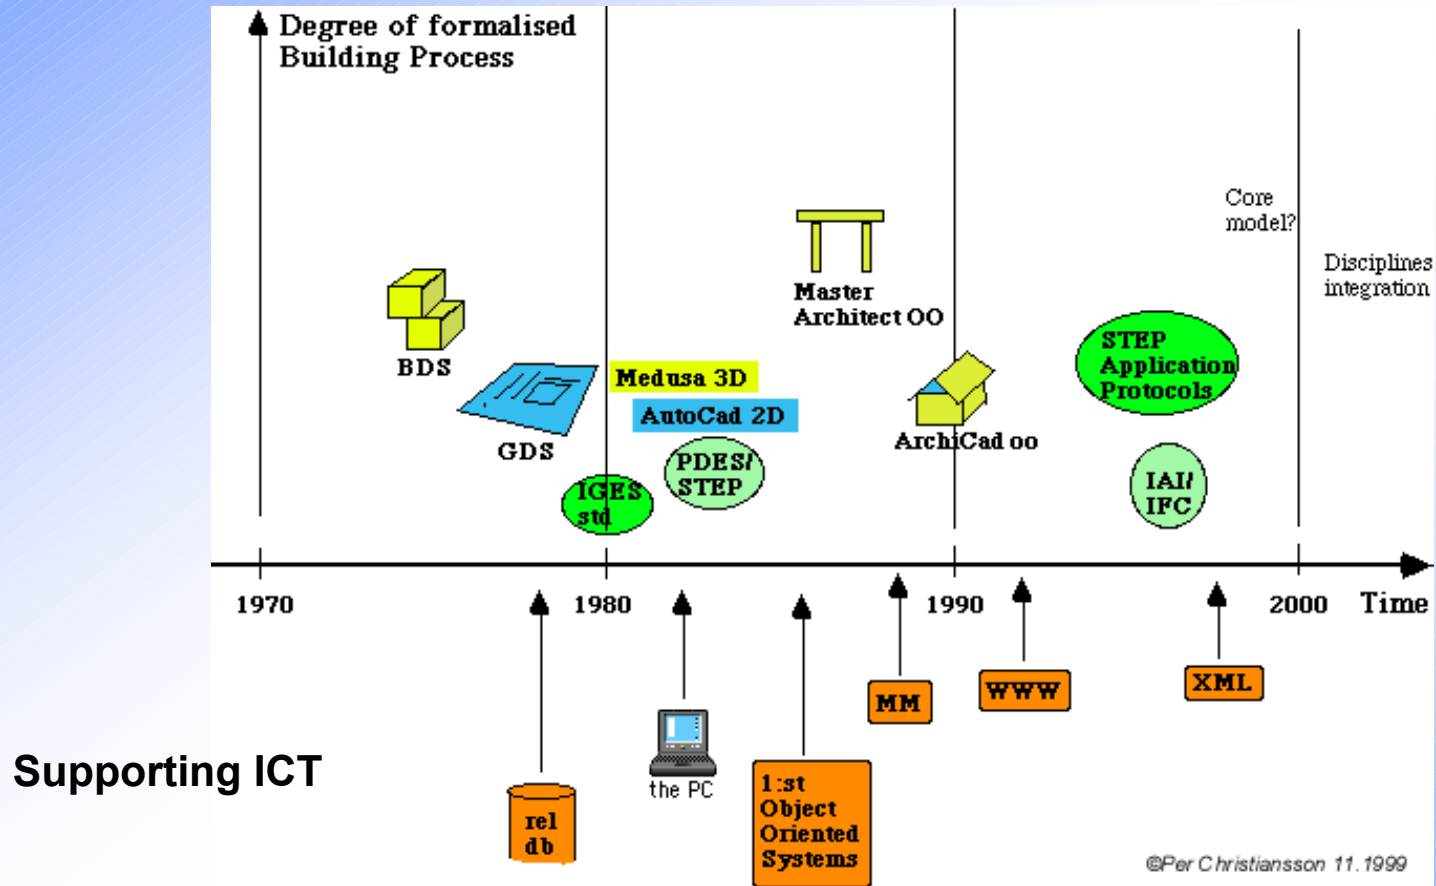 Degree of formalised
Building Process
Core
model?
Disciplines
integration
Master
Architect OO
BDS
STEP
Application
Protocols
Medusa 3D
AutoCad 2D
GDS
ArchiCad oo
PDES/
STEP
IGES
std
IAI/
IFC
1970
1980
1990
2000
Time
MM
WWW
XML
Supporting ICT
the PC
rel
db
1:st
Object
Oriented
Systems
©Per Christiansson 11.1999